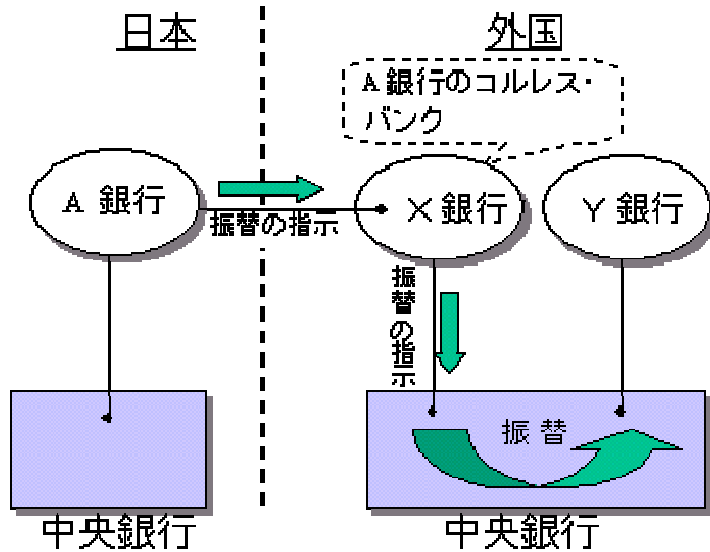 日本
外国
A銀行のコルレス・
バンク
A 銀行
振替の指示
X 銀行
Y 銀行
振替の指示
振 替
中央銀行
中央銀行